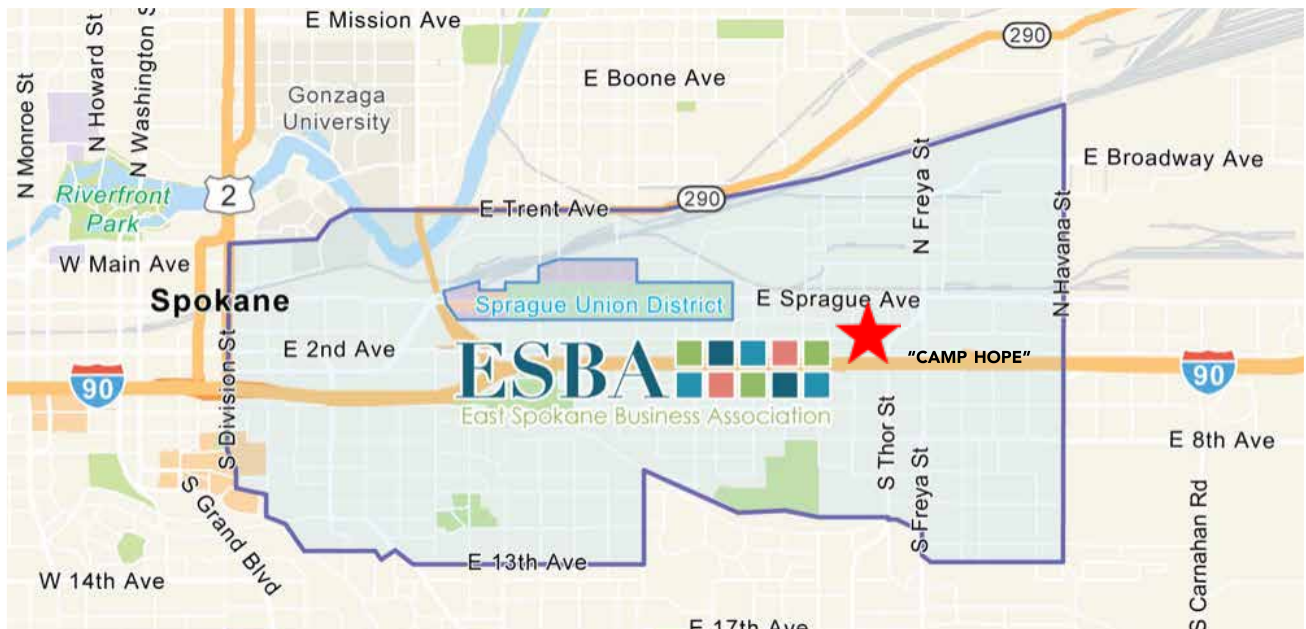 E Mission Ave
290
N Monroe St
N Howard St
N Washington S
E Boone Ave
Gonzaga
University
N Freya St
E Broadway Ave
Riverfront
Park
2
290
E Trent Ave
N Havana St
W Main Ave
Spokane
Sprague Union District
E Sprague Ave
E 2nd Ave
S Division St
ESBA
East Spokane Business Association
"CAMP HOPE"
90
90
S Thor St
E 8th Ave
S Freya St
S Grand Blvd
S Carnahan Rd
E 13th Ave
W 14th Ave
E 17th Ave